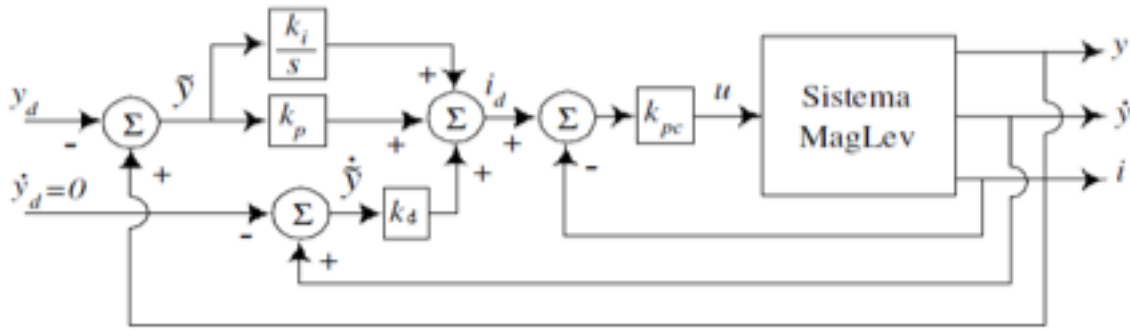 k_i
s
+
y_d
Σ
ỹ
k_p
+
Σ
i_d
Σ
k_pc
u
Sistema
MagLev
y
ẏ
i
-
+
+
+
-
ẏ_d=0
Σ
ỹ̇
k_d
-
+